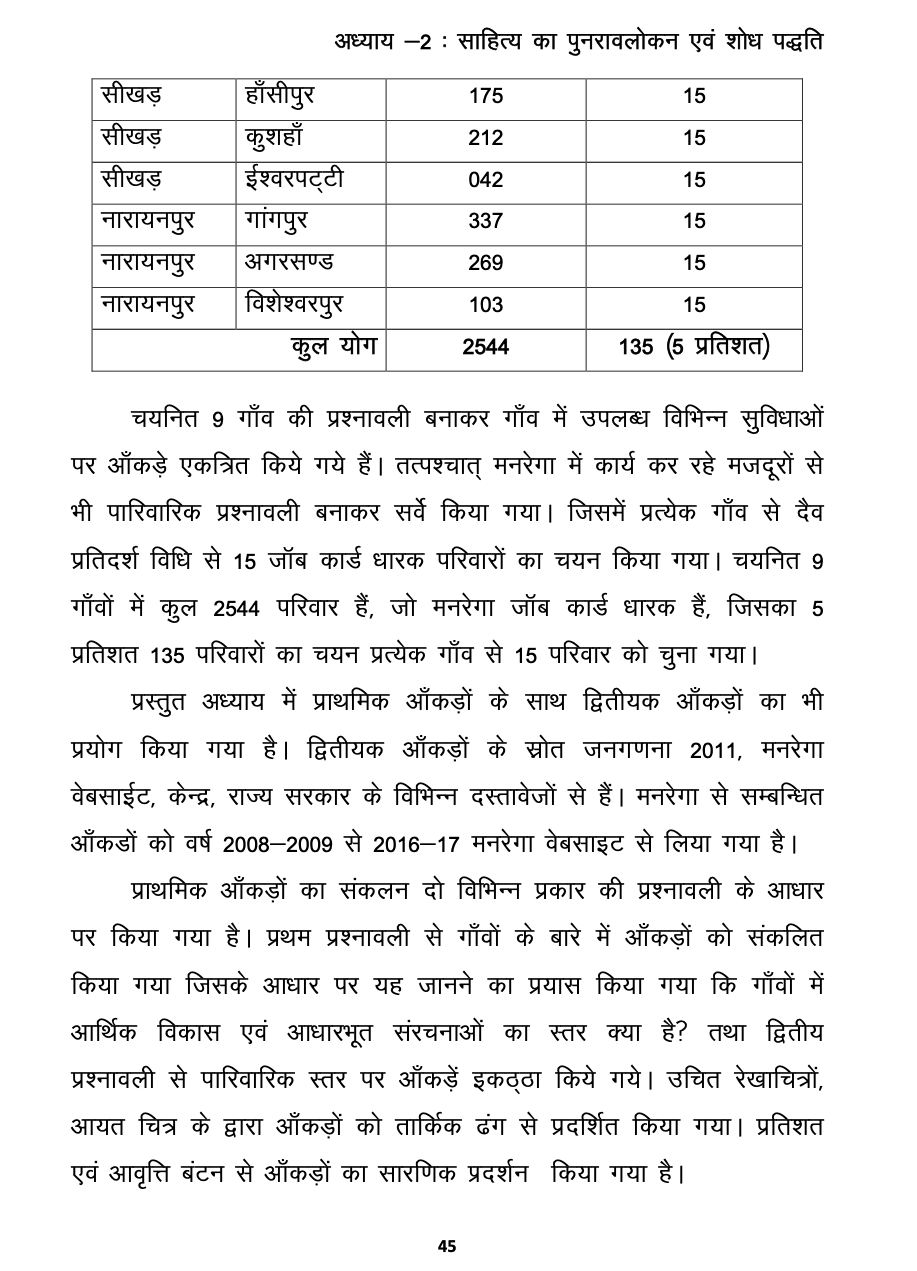 अध्याय –2 : साहित्य का पुनरावलोकन एवं शोध पद्धति
सीखड़ हाँसीपुर 175 15
सीखड़ कुशहाँ 212 15
सीखड़ ईश्वरपट्टी 042 15
नारायनपुर गांगपुर 337 15
नारायनपुर अगरसण्ड 269 15
नारायनपुर विशेश्वरपुर 103 15
कुल योग 2544 135 (5 प्रतिशत)
चयनित 9 गाँव की प्रश्नावली बनाकर गाँव में उपलब्ध विभिन्न सुविधाओं
पर आँकड़े एकत्रित किये गये हैं। तत्पश्चात् मनरेगा में कार्य कर रहे मजदूरों से
भी पारिवारिक प्रश्नावली बनाकर सर्वे किया गया। जिसमें प्रत्येक गाँव से दैव
प्रतिदर्श विधि से 15 जॉब कार्ड धारक परिवारों का चयन किया गया। चयनित 9
गाँवों में कुल 2544 परिवार हैं, जो मनरेगा जॉब कार्ड धारक हैं, जिसका 5
प्रतिशत 135 परिवारों का चयन प्रत्येक गाँव से 15 परिवार को चुना गया।
प्रस्तुत अध्याय में प्राथमिक आँकड़ों के साथ द्वितीयक आँकड़ों का भी
प्रयोग किया गया है। द्वितीयक आँकड़ों के स्रोत जनगणना 2011, मनरेगा
वेबसाईट, केन्द्र, राज्य सरकार के विभिन्न दस्तावेजों से हैं। मनरेगा से सम्बन्धित
आँकडों को वर्ष 2008–2009 से 2016–17 मनरेगा वेबसाइट से लिया गया है।
प्राथमिक आँकड़ों का संकलन दो विभिन्न प्रकार की प्रश्नावली के आधार
पर किया गया है। प्रथम प्रश्नावली से गाँवों के बारे में आँकड़ों को संकलित
किया गया जिसके आधार पर यह जानने का प्रयास किया गया कि गाँवों में
आर्थिक विकास एवं आधारभूत संरचनाओं का स्तर क्या है? तथा द्वितीय
प्रश्नावली से पारिवारिक स्तर पर आँकड़ें इकठ्ठा किये गये। उचित रेखाचित्रों,
आयत चित्र के द्वारा आँकड़ों को तार्किक ढंग से प्रदर्शित किया गया। प्रतिशत
एवं आवृत्ति बंटन से आँकड़ों का सारणिक प्रदर्शन किया गया है।
45